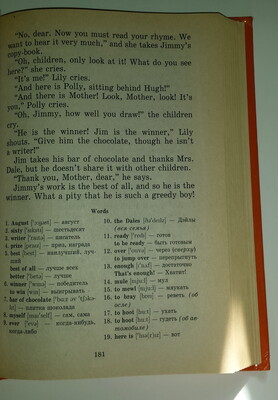 "No, dear. Now you must read your rhyme. We
want to hear it very much," and she takes Jimmy's
copy-book.
"Oh, children, only look at it! What do you see
here?" she cries.
"It's me!" Lily cries.
"And here is Polly, sitting behind Hugh!"
"And there is Mother! Look, Mother, look! It's
you," Polly cries.
"Oh, Jimmy, how well you draw!" the children
cry.
"He is the winner! Jim is the winner," Lily
shouts. "Give him the chocolate, though he isn't
a writer!"
Jim takes his bar of chocolate and thanks Mrs.
Dale, but he doesn't share it with other children.
"Thank you, Mother, dear," he says.
Jimmy's work is the best of all, and so he is the
winner. What a pity that he is such a greedy boy!
Words
1. August — август
2. sixty — шестьдесят
3. writer — писатель
4. prize — приз, награда
5. best — наилучший, луч-
ший
best of all — лучше всех
better — лучше
6. winner — победитель
to win — выигрывать
7. bar of chocolate
— плитка шоколада
8. myself — сам, сама
9. ever — когда-нибудь,
когда-либо
10. the Dales — Дейлы
(вся семья)
11. ready — готов
to be ready — быть готовым
12. over — через (сверху)
to jump over — перепрыгнуть
13. enough — достаточно
That's enough! — Хватит!
14. mule — мул
15. to mewl — мяукать
16. to bray — реветь (об
осле)
17. to hoot — ухать
18. to hoot — гудеть (об ав-
томобиле)
19. here is — вот
181